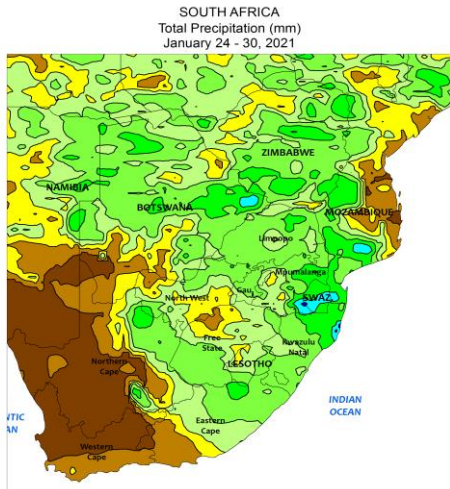 SOUTH AFRICA
Total Precipitation (mm)
January 24 - 30, 2021
ZIMBABWE
NAMIBIA
BOTSWANA
MOZAMBIQUE
Limpopo
Mpumalanga
Gau.
North West
SWAZ.
Free
State
Kwazulu
Natal
LESOTHO
Northern
Cape
INDIAN
OCEAN
NTIC
AN
Eastern
Cape
Western
Cape